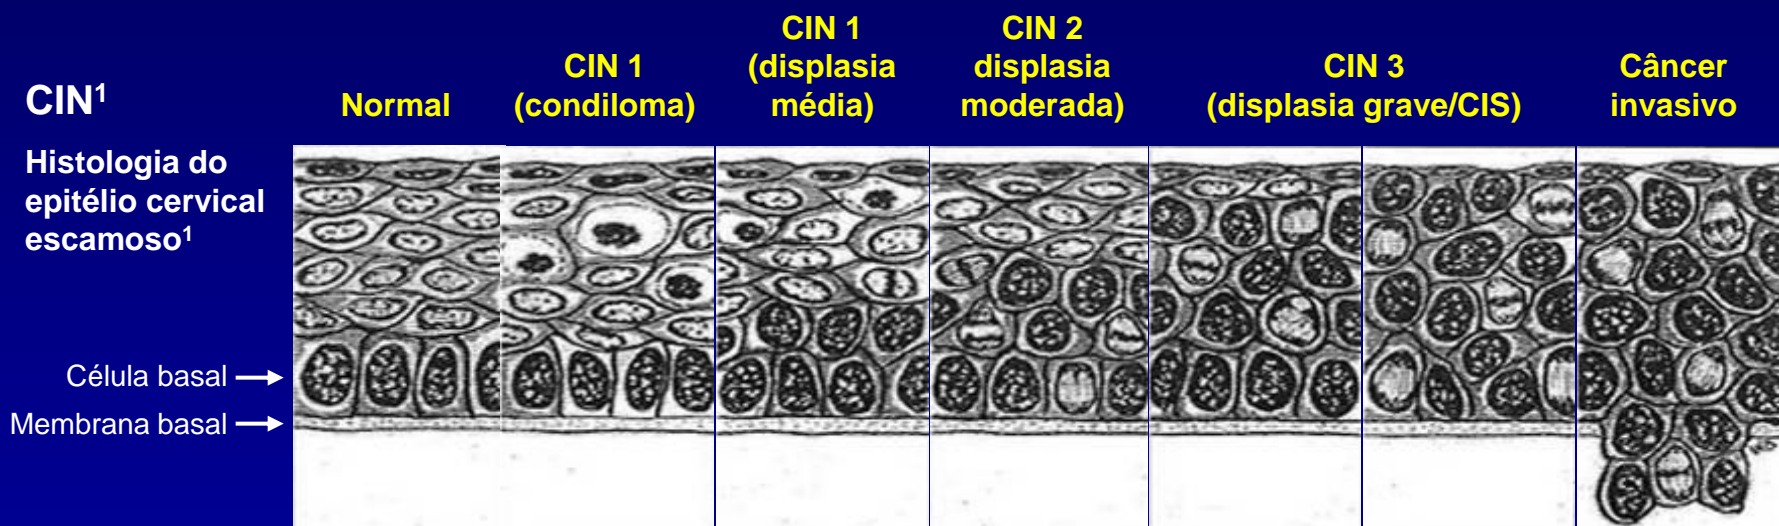 CIN¹
Normal
CIN 1
(condiloma)
CIN 1
(displasia
média)
CIN 2
displasia
moderada)
CIN 3
(displasia grave/CIS)
Câncer
invasivo
Histologia do
epitélio cervical
escamoso¹
Célula basal
Membrana basal